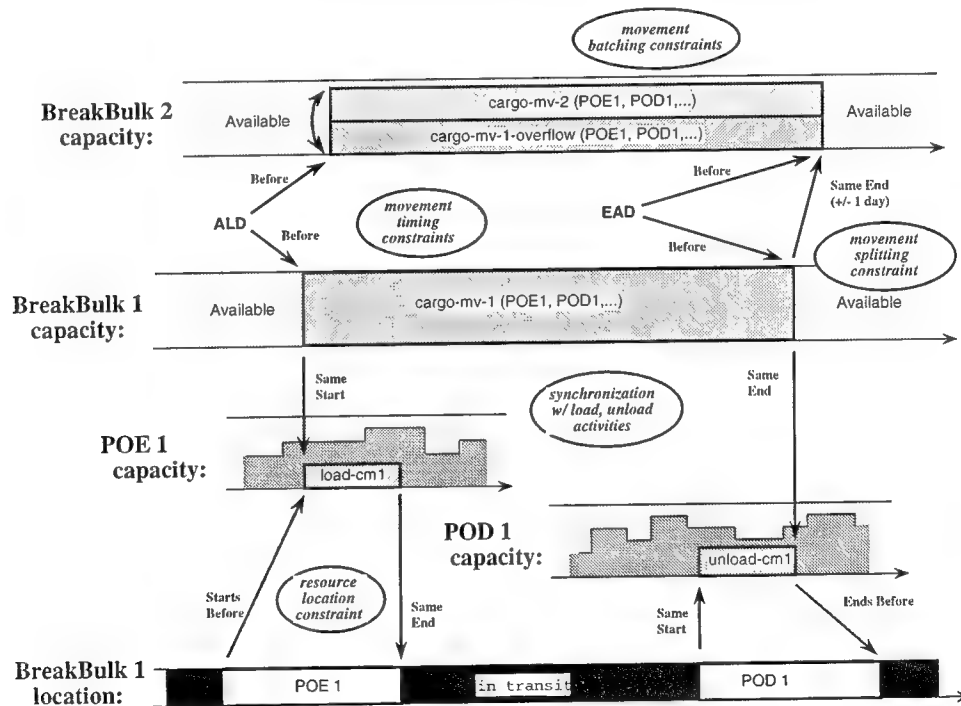 movement
batching constraints
BreakBulk 2
capacity:
Available
cargo-mv-2 (POE1, POD1,...)
cargo-mv-1-overflow (POE1, POD1,...)
Available
Before
Before
Same End
(+/- 1 day)
ALD
movement
timing
constraints
EAD
Before
Before
movement
splitting
constraint
BreakBulk 1
capacity:
Available
cargo-mv-1 (POE1, POD1,...)
Available
Same
Start
synchronization
w/ load, unload
activities
Same
End
POE 1
capacity:
load-cm1
POD 1
capacity:
unload-cm1
Starts
Before
resource
location
constraint
Same
End
Same
Start
Ends Before
BreakBulk 1
location:
POE 1
in transit
POD 1